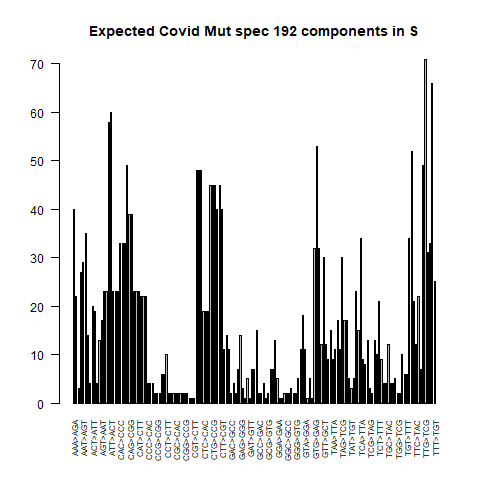 Expected Covid Mut spec 192 components in S
70
60
50
40
30
20
10
0
AAA>AGA
AAT>AGT
ACT>ATT
AGT>AAT
ATT>ACT
CAC>CCC
CAG>CGG
CAT>CTT
CCC>CAC
CCG>CGG
CCT>CTT
CGC>CAC
CGG>CCG
CGT>CTT
CTC>CAC
CTG>CCG
CTT>CGT
GAC>GCC
GAG>GGG
GAT>GTT
GCC>GAC
GCG>GTG
GGA>GAA
GGC>GCC
GGG>GTG
GTA>GGA
GTG>GAG
GTT>GCT
TAA>TTA
TAG>TCG
TAT>TGT
TCA>TTA
TCG>TAG
TCT>TTT
TGC>TAC
TGG>TCG
TGT>TTT
TTC>TAC
TTG>TCG
TTT>TGT